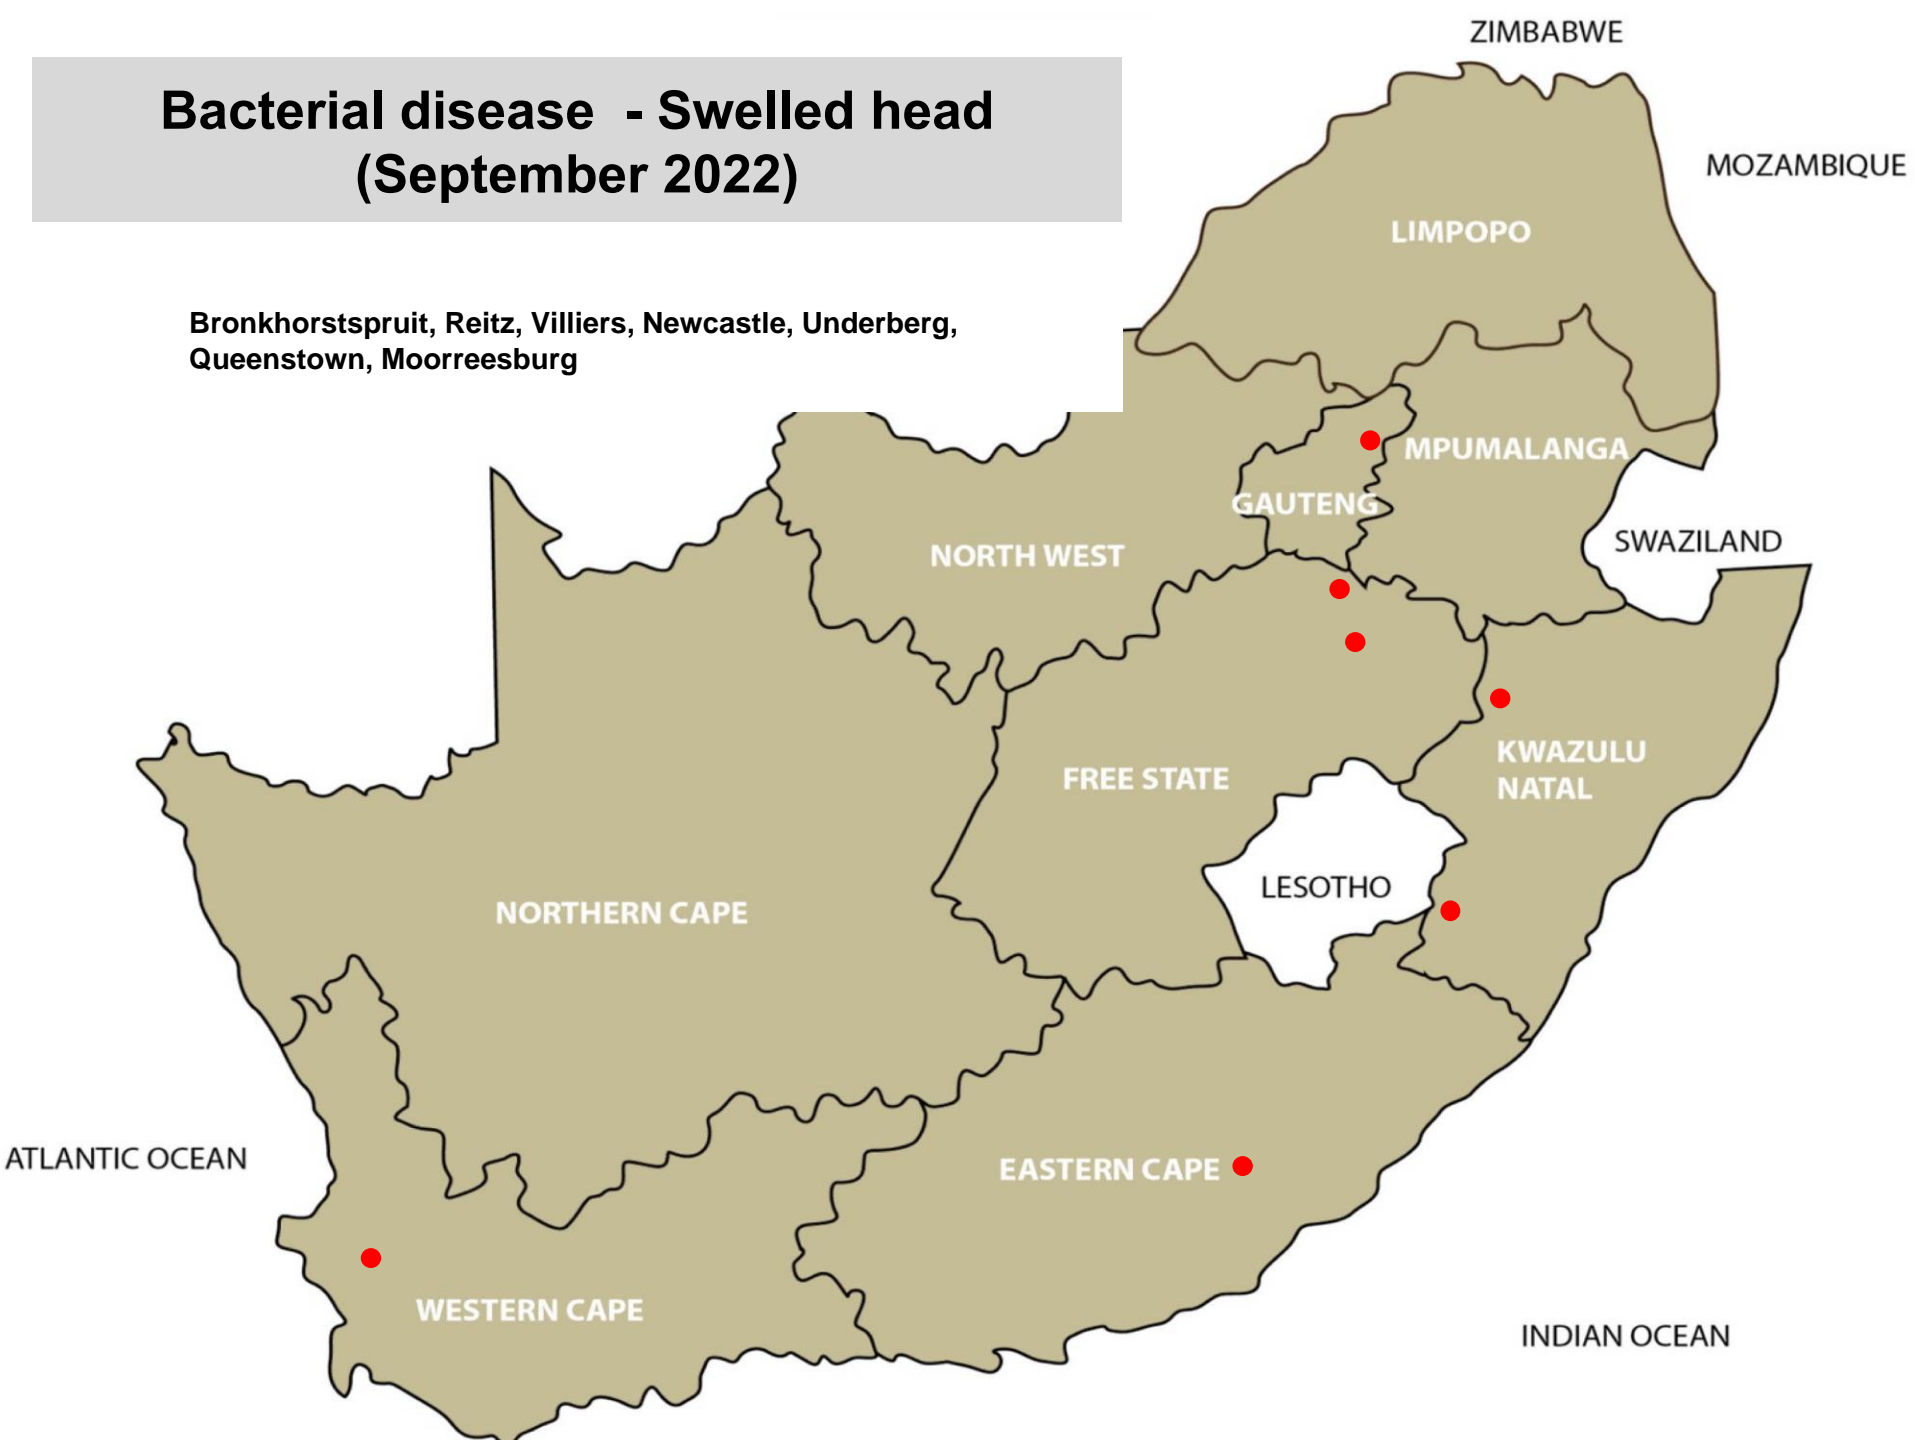 Bacterial disease  - Swelled head
(September 2022)
Bronkhorstspruit, Reitz, Villiers, Newcastle, Underberg,
Queenstown, Moorreesburg
ZIMBABWE
MOZAMBIQUE
LIMPOPO
MPUMALANGA
GAUTENG
SWAZILAND
NORTH WEST
KWAZULU
NATAL
FREE STATE
LESOTHO
NORTHERN CAPE
ATLANTIC OCEAN
EASTERN CAPE
WESTERN CAPE
INDIAN OCEAN